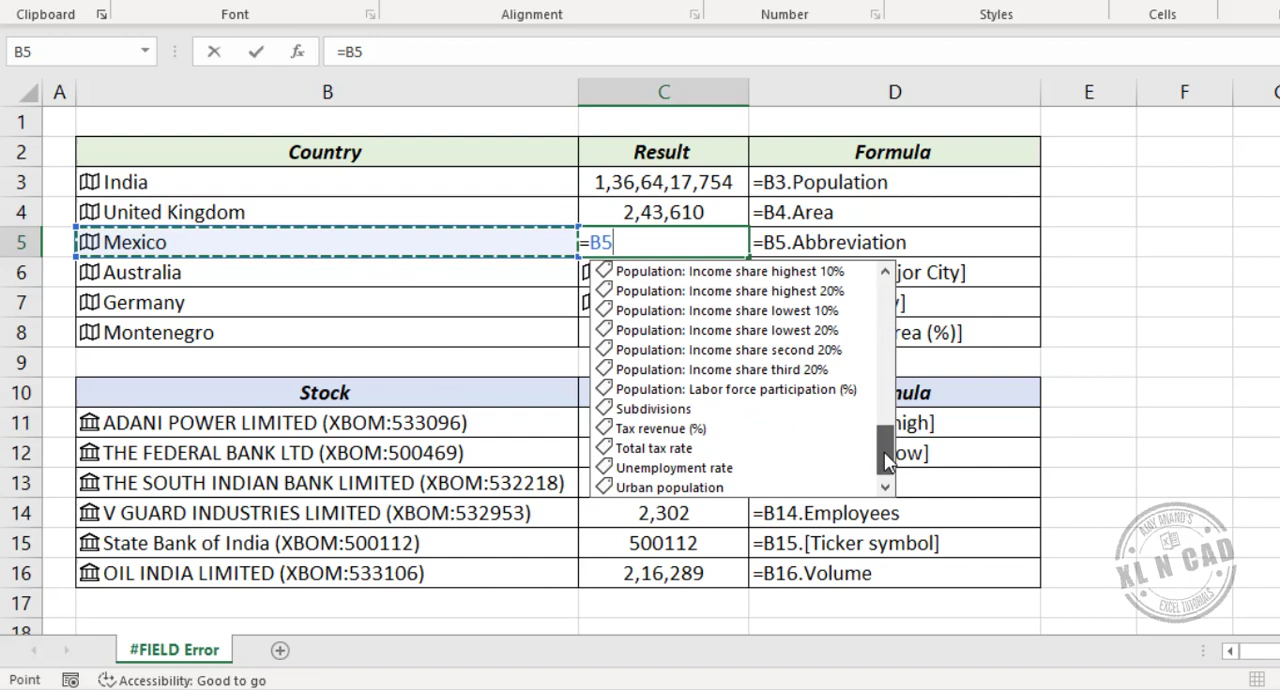 Clipboard Font Alignment Number Styles Cells
B5 fx =B5
A B C D E F
1
2 Country Result Formula
3 India 1,36,64,17,754 =B3.Population
4 United Kingdom 2,43,610 =B4.Area
5 Mexico =B5 =B5.Abbreviation
6 Australia jor City]
7 Germany y]
8 Montenegro rea (%)]
Population: Income share highest 10%
Population: Income share highest 20%
Population: Income share lowest 10%
Population: Income share lowest 20%
Population: Income share second 20%
Population: Income share third 20%
Population: Labor force participation (%)
Subdivisions
Tax revenue (%)
Total tax rate
Unemployment rate
Urban population
9
10 Stock ula
11 ADANI POWER LIMITED (XBOM:533096) high]
12 THE FEDERAL BANK LTD (XBOM:500469) ow]
13 THE SOUTH INDIAN BANK LIMITED (XBOM:532218)
14 V GUARD INDUSTRIES LIMITED (XBOM:532953) 2,302 =B14.Employees
15 State Bank of India (XBOM:500112) 500112 =B15.[Ticker symbol]
16 OIL INDIA LIMITED (XBOM:533106) 2,16,289 =B16.Volume
17
18
AJAY ANAND'S
XL N CAD
EXCEL TUTORIALS
#FIELD Error
Point Accessibility: Good to go